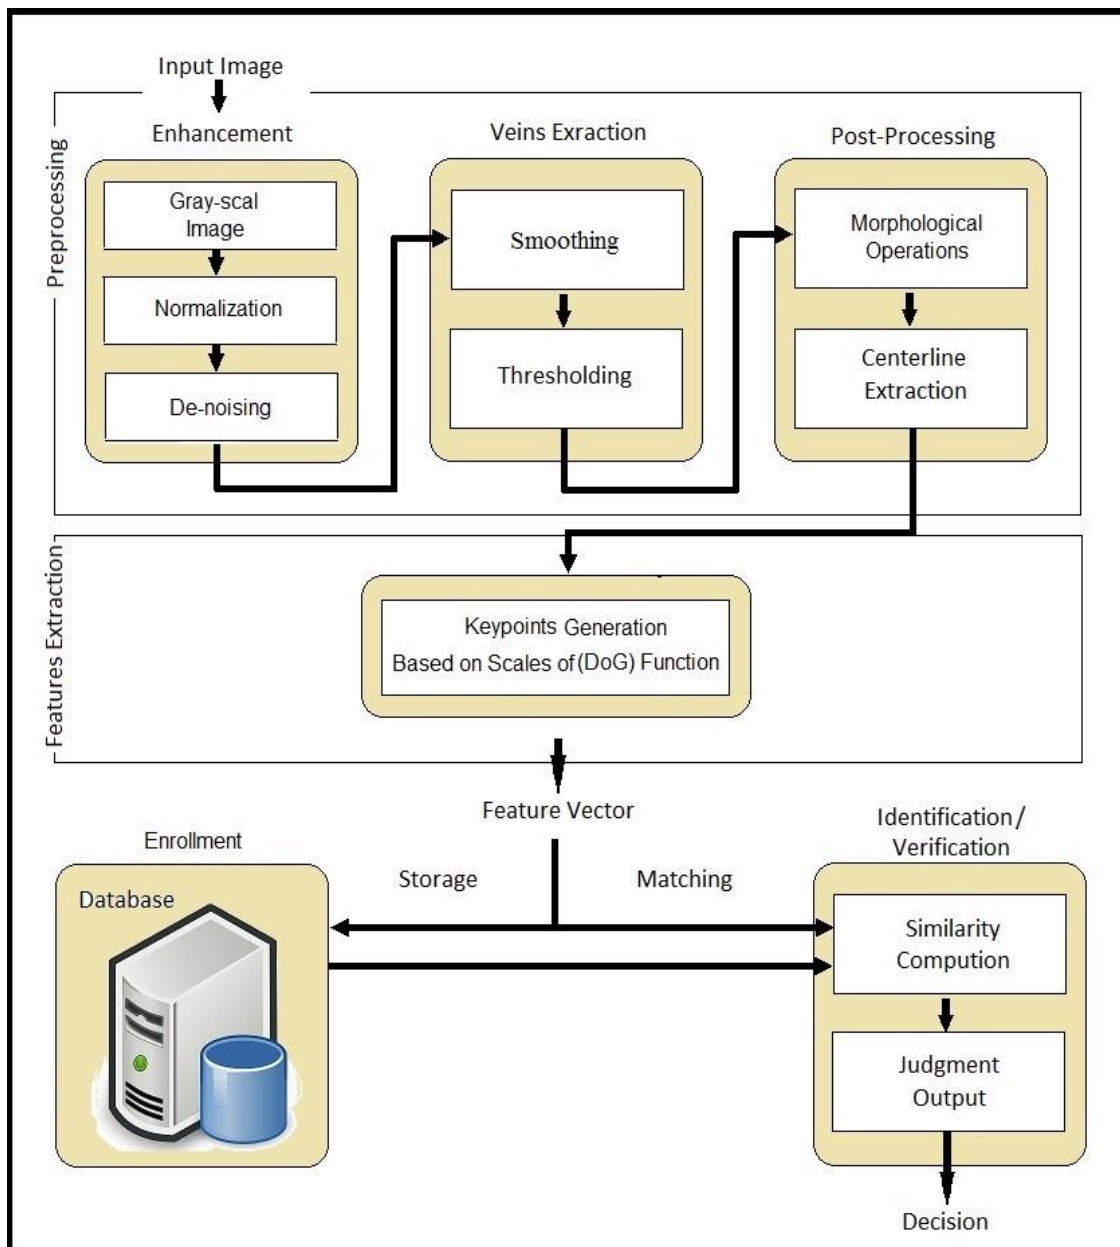 Input Image
Preprocessing
Enhancement
Gray-scal
Image
Normalization
De-noising
Veins Exraction
Smoothing
Thresholding
Post-Processing
Morphological
Operations
Centerline
Extraction
Features Extraction
Keypoints Generation
Based on Scales of (DoG) Function
Feature Vector
Enrollment
Database
Storage
Matching
Identification/
Verification
Similarity
Compution
Judgment
Output
Decision